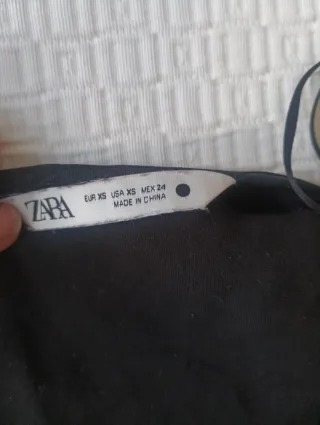 ZARA
EUR XS USA XS MEX 24
MADE IN CHINA